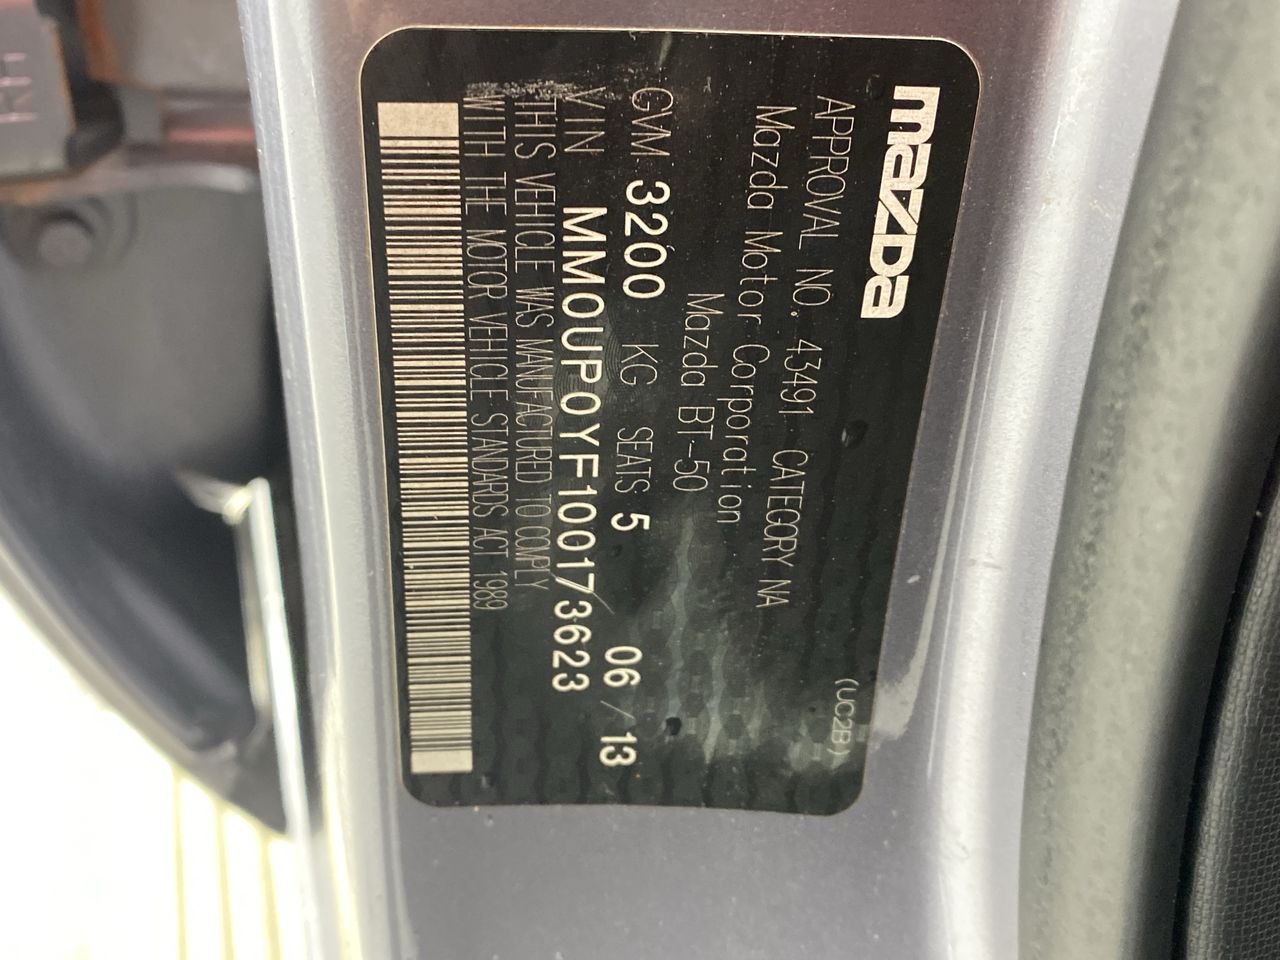 mazda
APPROVAL NO. 43491 CATEGORY NA (UC2B)
Mazda Motor Corporation
Mazda BT-50
GVM 3200 KG SEATS 5 06/13
VIN MM0UP0YF100173623
THIS VEHICLE WAS MANUFACTURED TO COMPLY
WITH THE MOTOR VEHICLE STANDARDS ACT 1989
RH